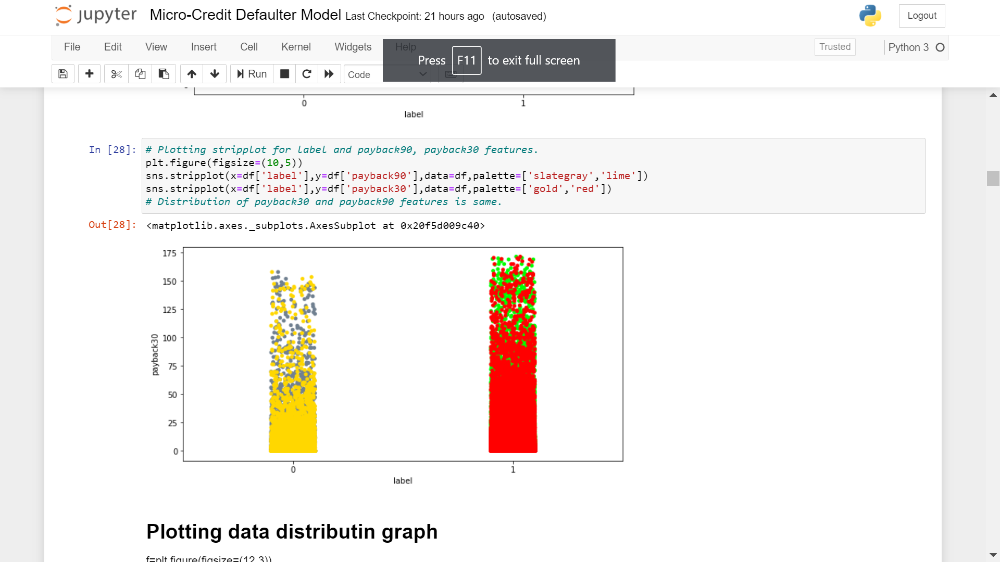 jupyter Micro-Credit Defaulter Model Last Checkpoint: 21 hours ago (autosaved)
Logout
File Edit View Insert Cell Kernel Widgets Help
Trusted
Python 3
Press F11 to exit full screen
Run
Code
0 1
label
In [28]:
# Plotting stripplot for label and payback90, payback30 features.
plt.figure(figsize=(10,5))
sns.stripplot(x=df['label'],y=df['payback90'],data=df,palette=['slategray','lime'])
sns.stripplot(x=df['label'],y=df['payback30'],data=df,palette=['gold','red'])
# Distribution of payback30 and payback90 features is same.
Out[28]:
<matplotlib.axes._subplots.AxesSubplot at 0x20f5d009c40>
175
150
125
100
75
50
25
0
payback30
0 1
label
Plotting data distributin graph
f=plt.figure(figsize=(12,3))